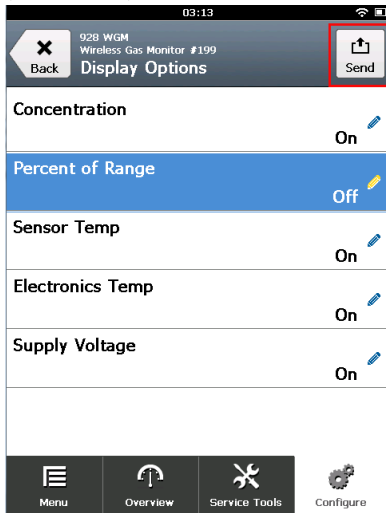 03:13
928 WGM
Wireless Gas Monitor #199
Back
Display Options
Send
Concentration
On
Percent of Range
Off
Sensor Temp
On
Electronics Temp
On
Supply Voltage
On
Menu
Overview
Service Tools
Configure